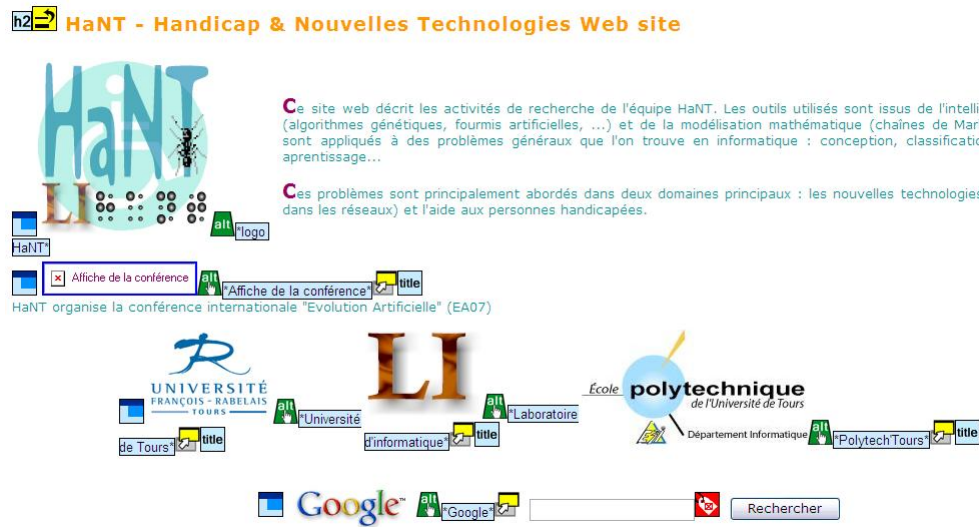 h2 HaNT - Handicap & Nouvelles Technologies Web site
HaNT
LI
Ce site web décrit les activités de recherche de l'équipe HaNT. Les outils utilisés sont issus de l'intelli
(algorithmes génétiques, fourmis artificielles, ...) et de la modélisation mathématique (chaînes de Mar
sont appliqués à des problèmes généraux que l'on trouve en informatique : conception, classificatio
aprentissage...
Ces problèmes sont principalement abordés dans deux domaines principaux : les nouvelles technologies
dans les réseaux) et l'aide aux personnes handicapées.
alt *logo
HaNT*
Affiche de la conférence alt *Affiche de la conférence* title
HaNT organise la conférence internationale "Evolution Artificielle" (EA07)
UNIVERSITÉ
FRANÇOIS - RABELAIS
TOURS
alt *Université
de Tours* title
LI
alt *Laboratoire
d'informatique* title
École polytechnique
de l'Université de Tours
Département Informatique alt *Polytech'Tours* title
Google™ alt *Google* Rechercher